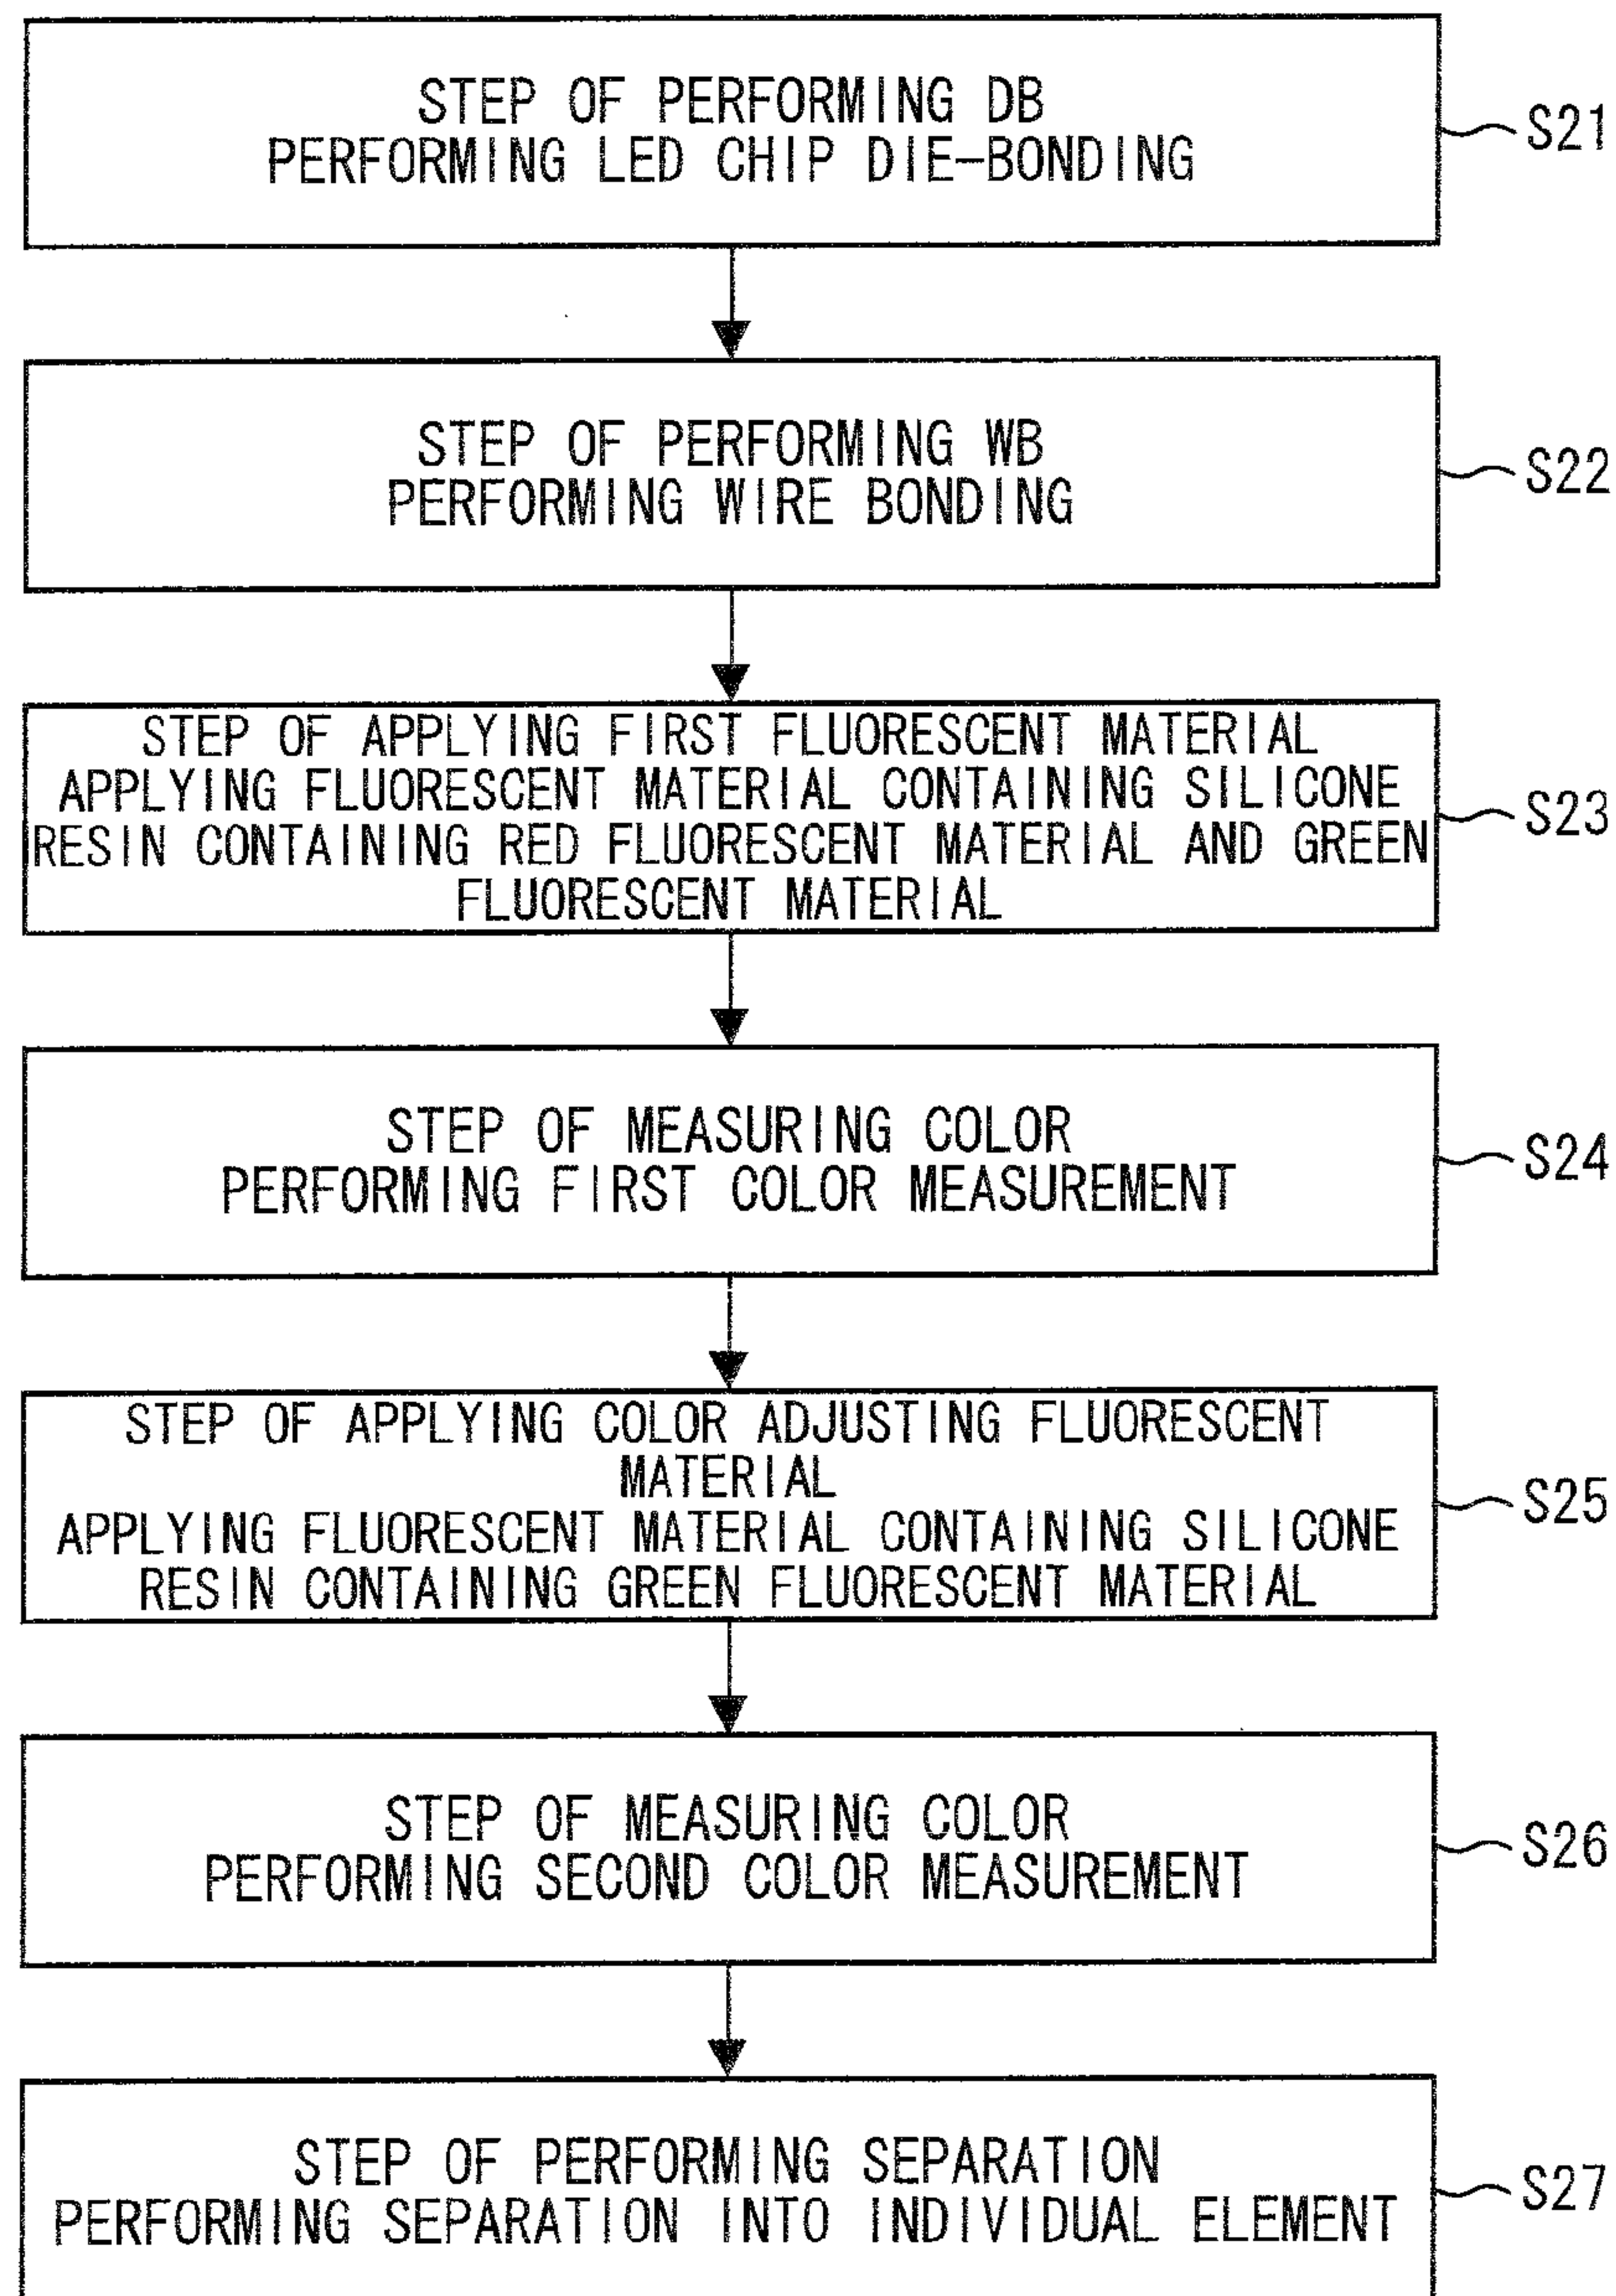 STEP OF PERFORMING DB
PERFORMING LED CHIP DIE-BONDING
S21
STEP OF PERFORMING WB
PERFORMING WIRE BONDING
S22
STEP OF APPLYING FIRST FLUORESCENT MATERIAL
APPLYING FLUORESCENT MATERIAL CONTAINING SILICONE
RESIN CONTAINING RED FLUORESCENT MATERIAL AND GREEN
FLUORESCENT MATERIAL
S23
STEP OF MEASURING COLOR
PERFORMING FIRST COLOR MEASUREMENT
S24
STEP OF APPLYING COLOR ADJUSTING FLUORESCENT
MATERIAL
APPLYING FLUORESCENT MATERIAL CONTAINING SILICONE
RESIN CONTAINING GREEN FLUORESCENT MATERIAL
S25
STEP OF MEASURING COLOR
PERFORMING SECOND COLOR MEASUREMENT
S26
STEP OF PERFORMING SEPARATION
PERFORMING SEPARATION INTO INDIVIDUAL ELEMENT
S27